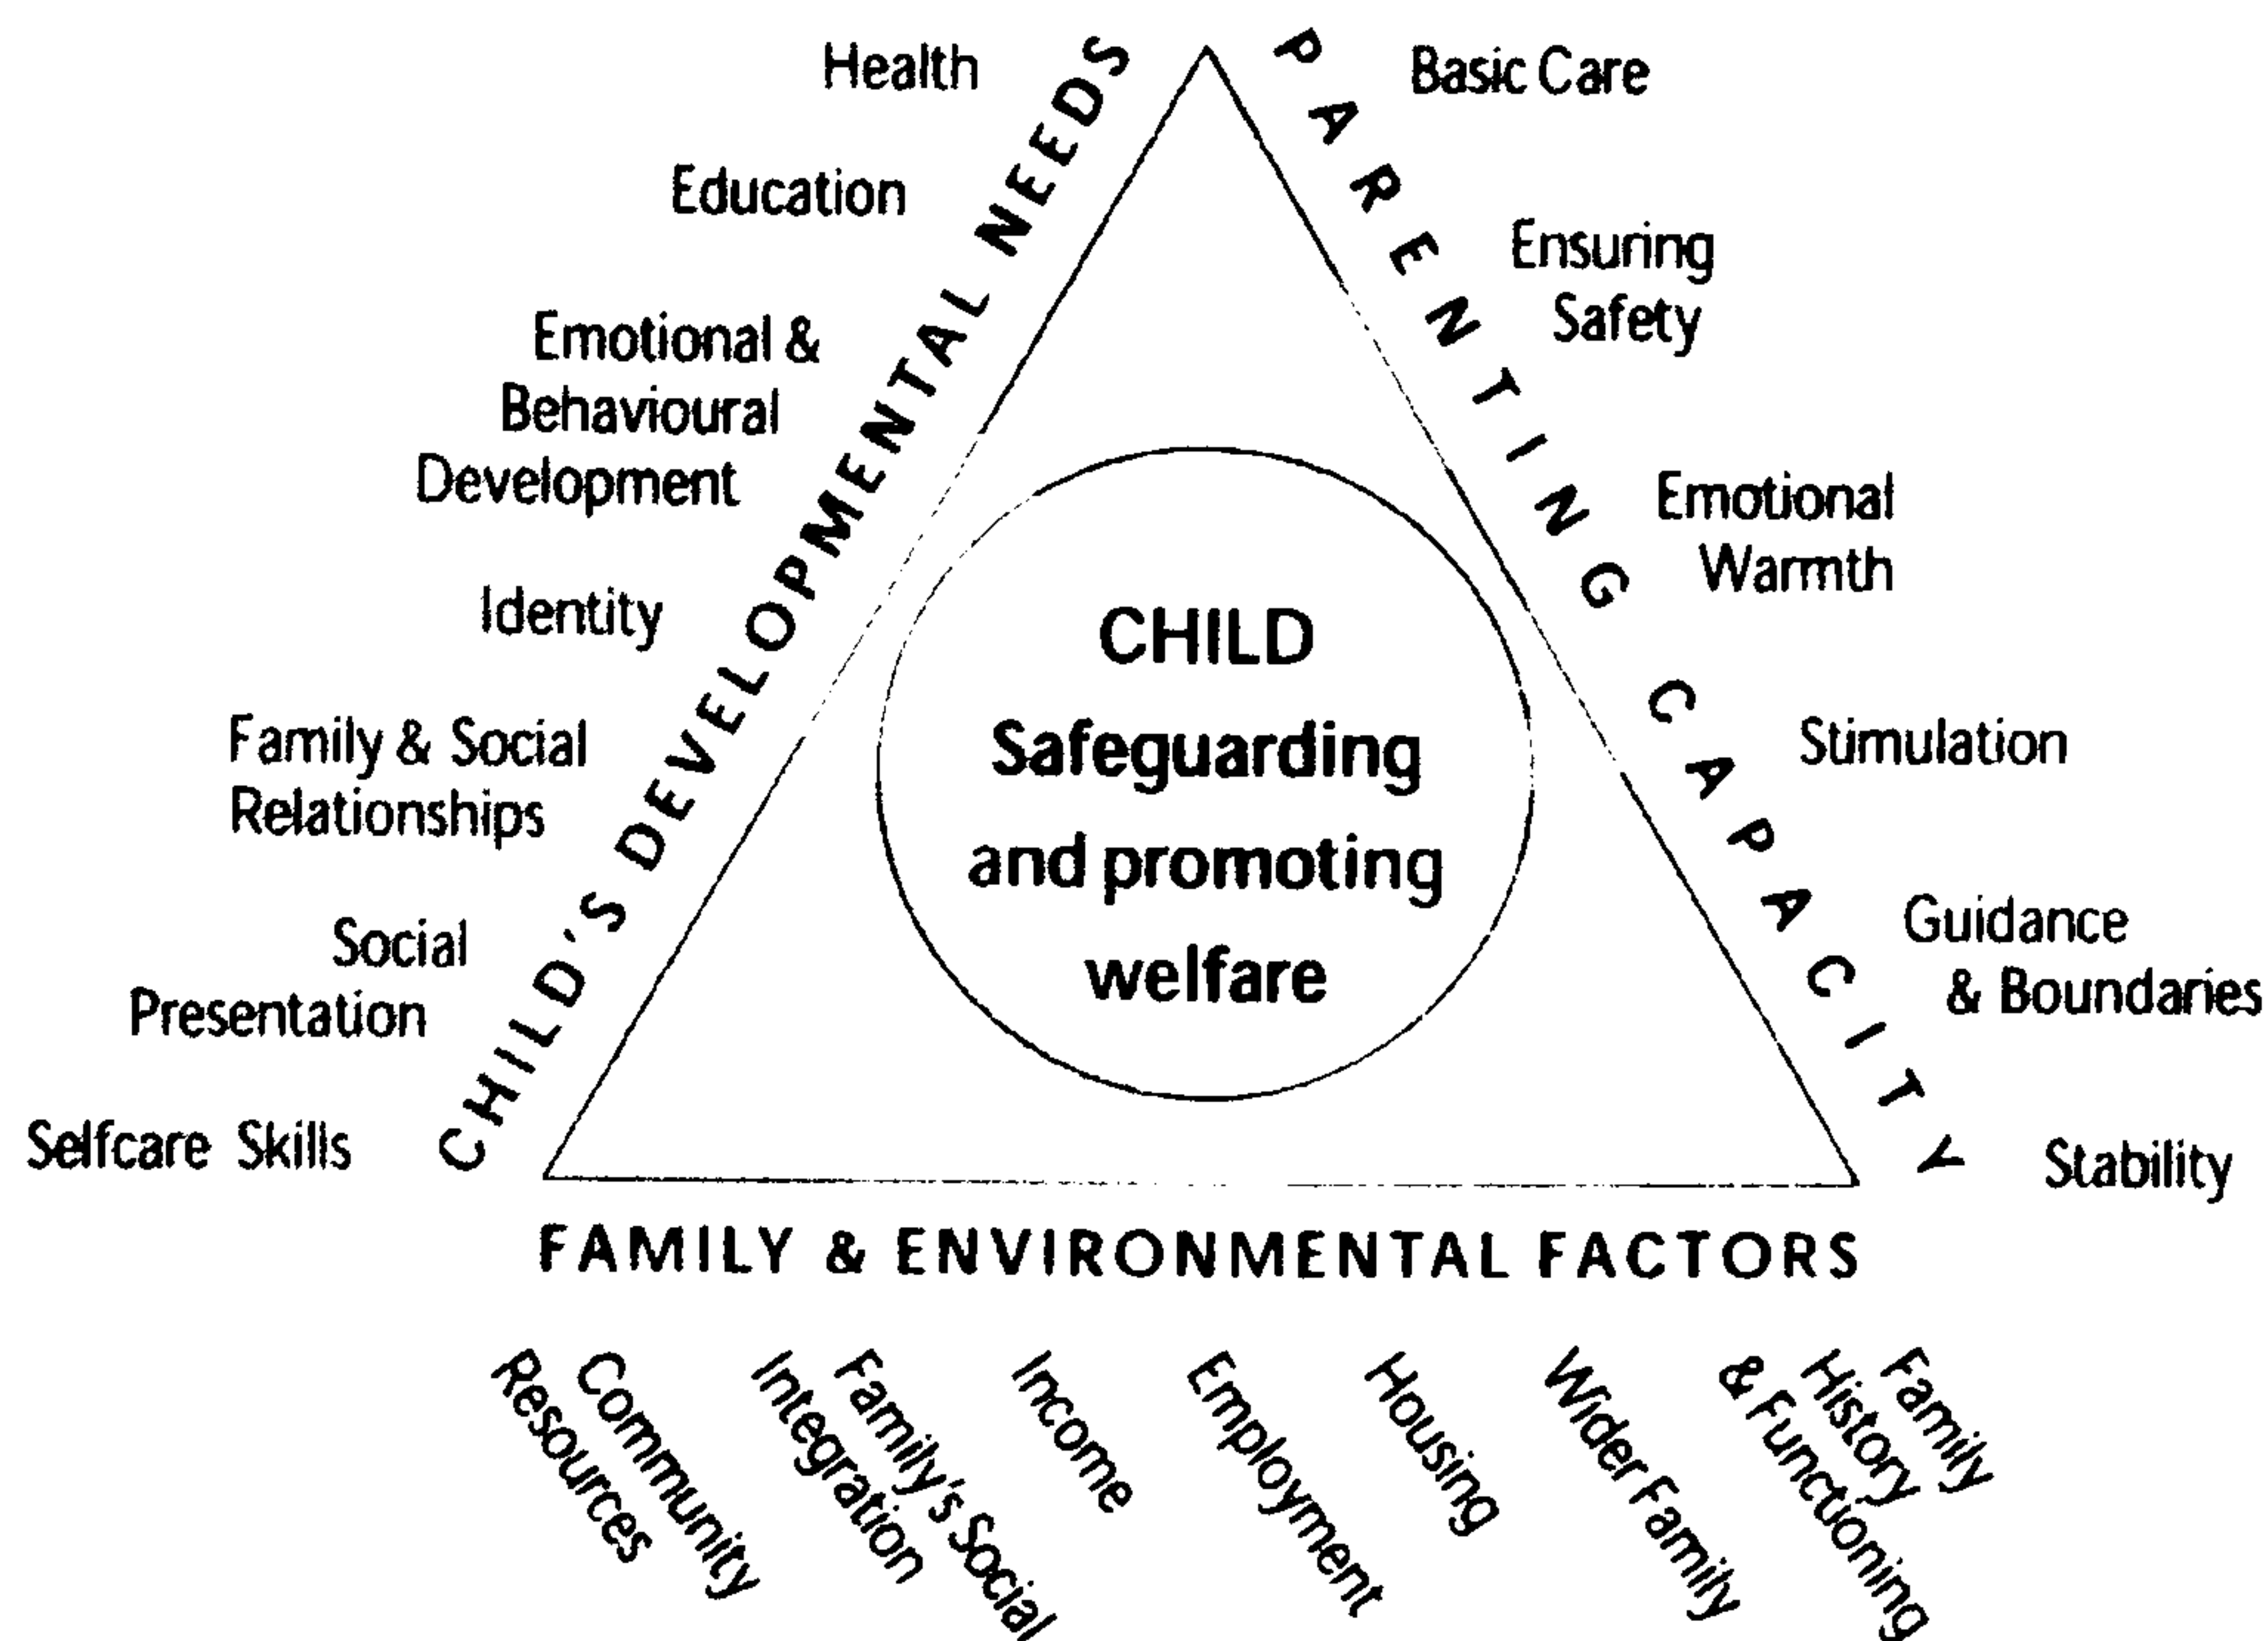 Health
Education
Emotional &
Behavioural
Development
Identity
Family & Social
Relationships
Social
Presentation
Selfcare Skills
CHILD'S DEVELOPMENTAL NEEDS
PARENTING CAPACITY
Basic Care
Ensuring
Safety
Emotional
Warmth
Stimulation
Guidance
& Boundaries
Stability
CHILD
Safeguarding
and promoting
welfare
FAMILY & ENVIRONMENTAL FACTORS
Community
Resources
Family's Social
Integration
Income
Employment
Housing
Wider Family
Family
History
& Functioning